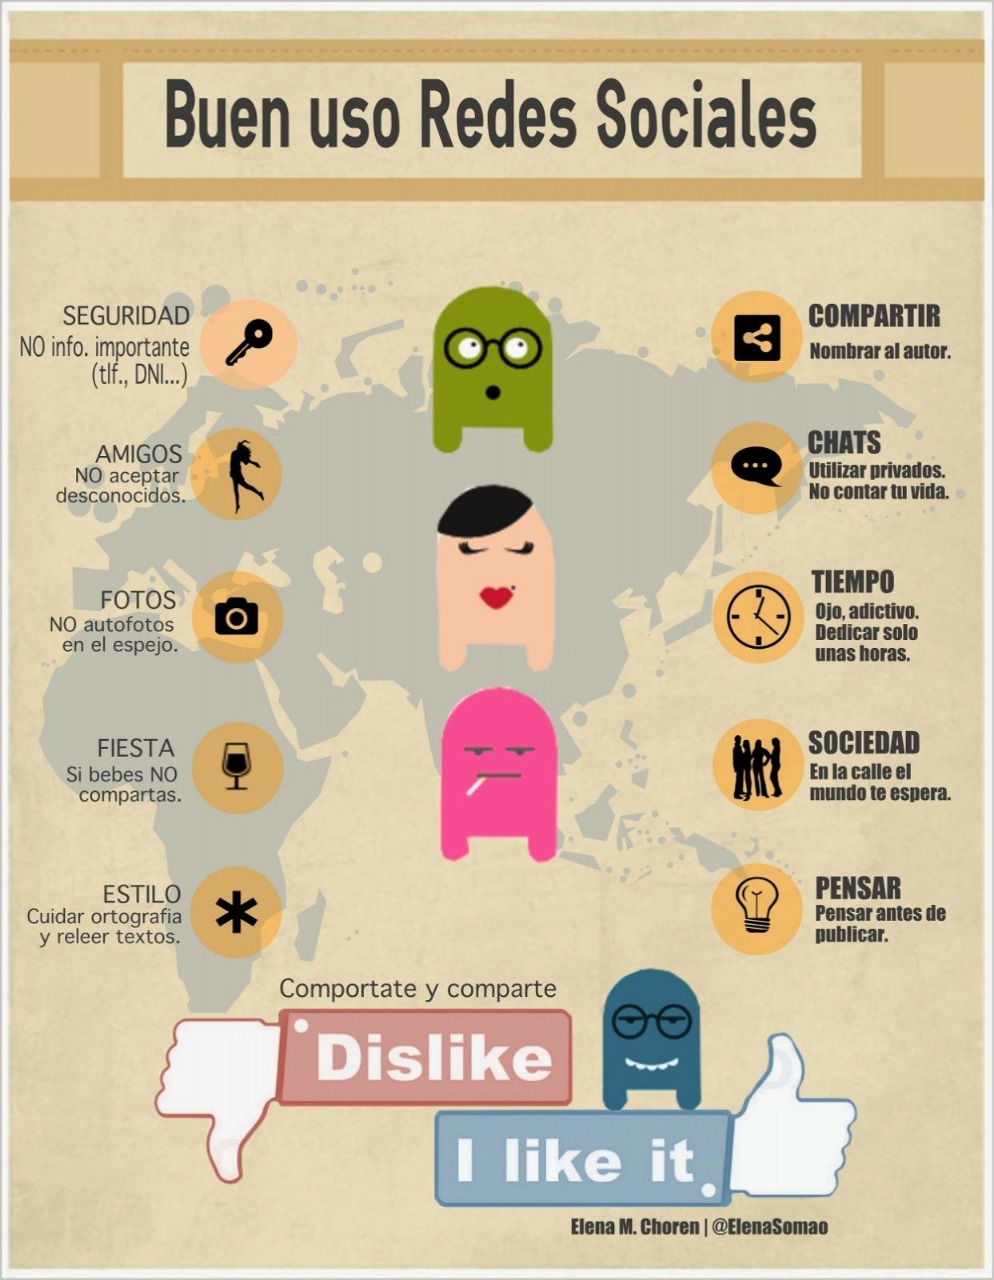 Buen uso Redes Sociales
SEGURIDAD
NO info. importante
(tlf., DNI...)
AMIGOS
NO aceptar
desconocidos.
FOTOS
NO autofotos
en el espejo.
FIESTA
Si bebes NO
compartas.
ESTILO
Cuidar ortografia
y releer textos.
COMPARTIR
Nombrar al autor.
CHATS
Utilizar privados.
No contar tu vida.
TIEMPO
Ojo, adictivo.
Dedicar solo
unas horas.
SOCIEDAD
En la calle el
mundo te espera.
PENSAR
Pensar antes de
publicar.
Comportate y comparte
Dislike
I like it
Elena M. Choren | @ElenaSomao